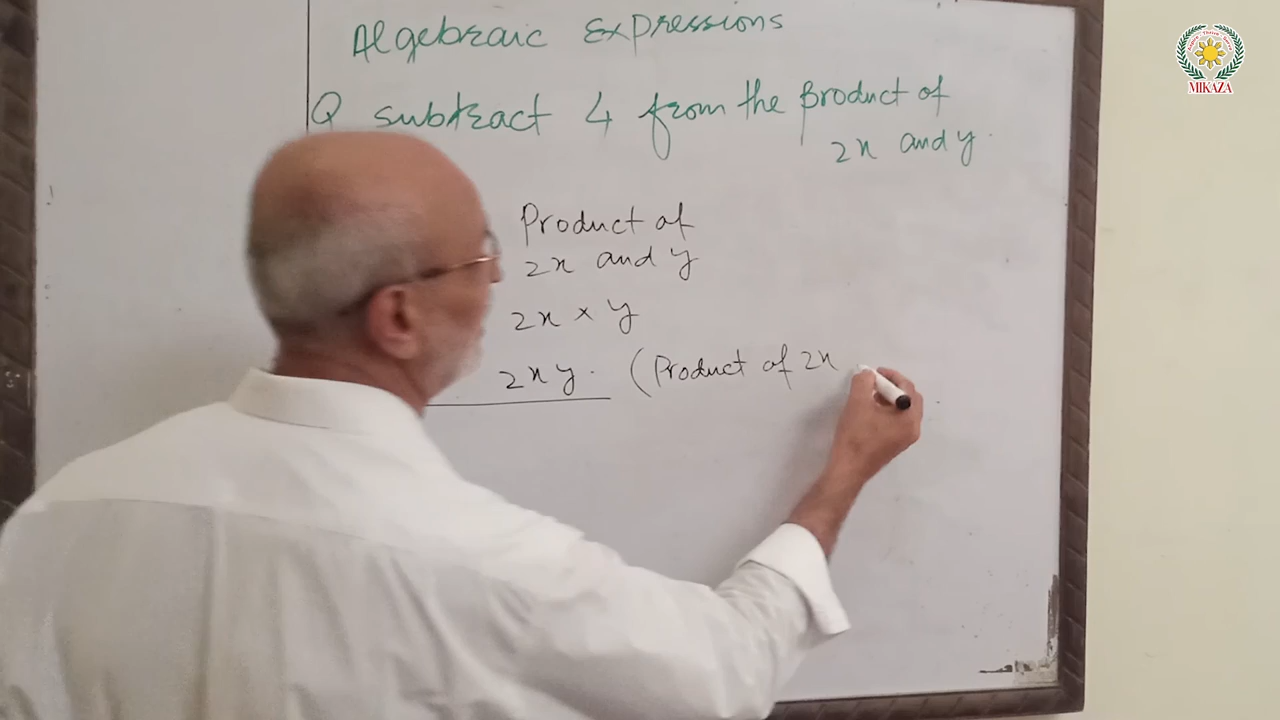 Algebraic Expressions
Q subtract 4 from the product of
2x and y.
Product of
2x and y
2x × y
2xy. (Product of 2x
MIKAZA